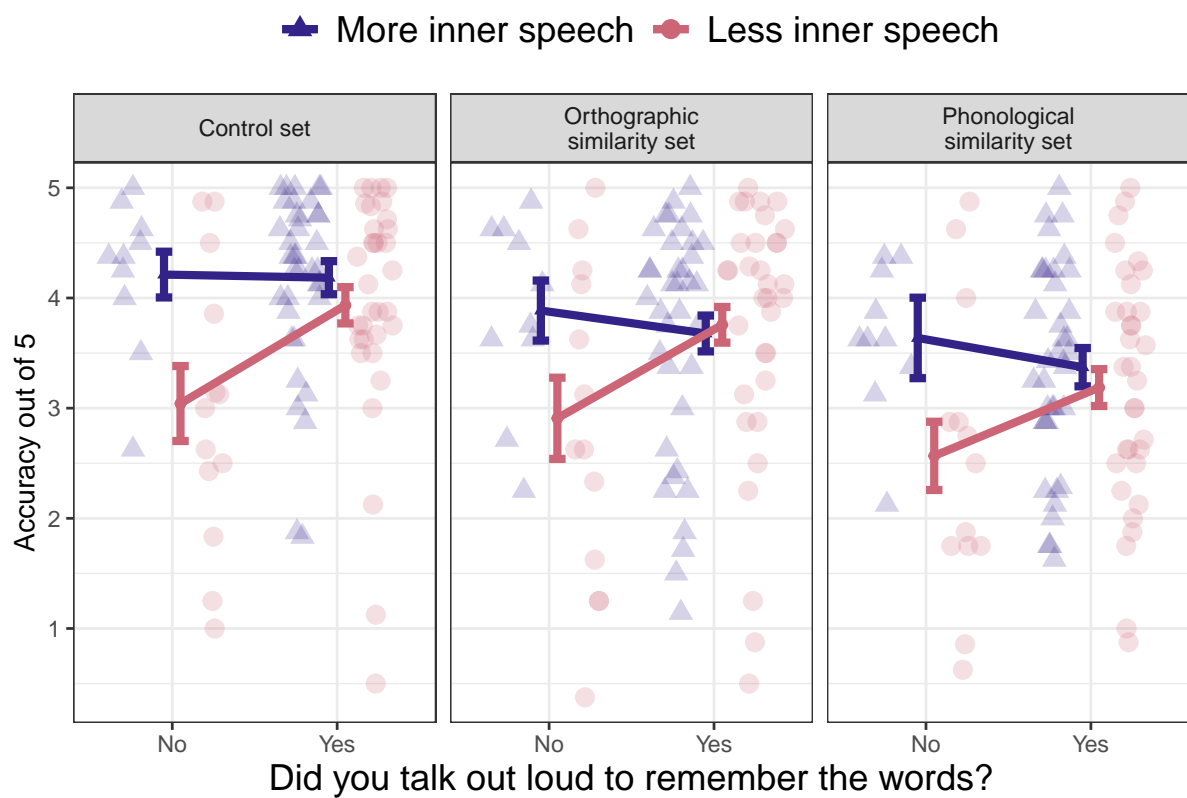 More inner speech Less inner speech
Control set
Orthographic
similarity set
Phonological
similarity set
Accuracy out of 5
5
4
3
2
1
No Yes No Yes No Yes
Did you talk out loud to remember the words?